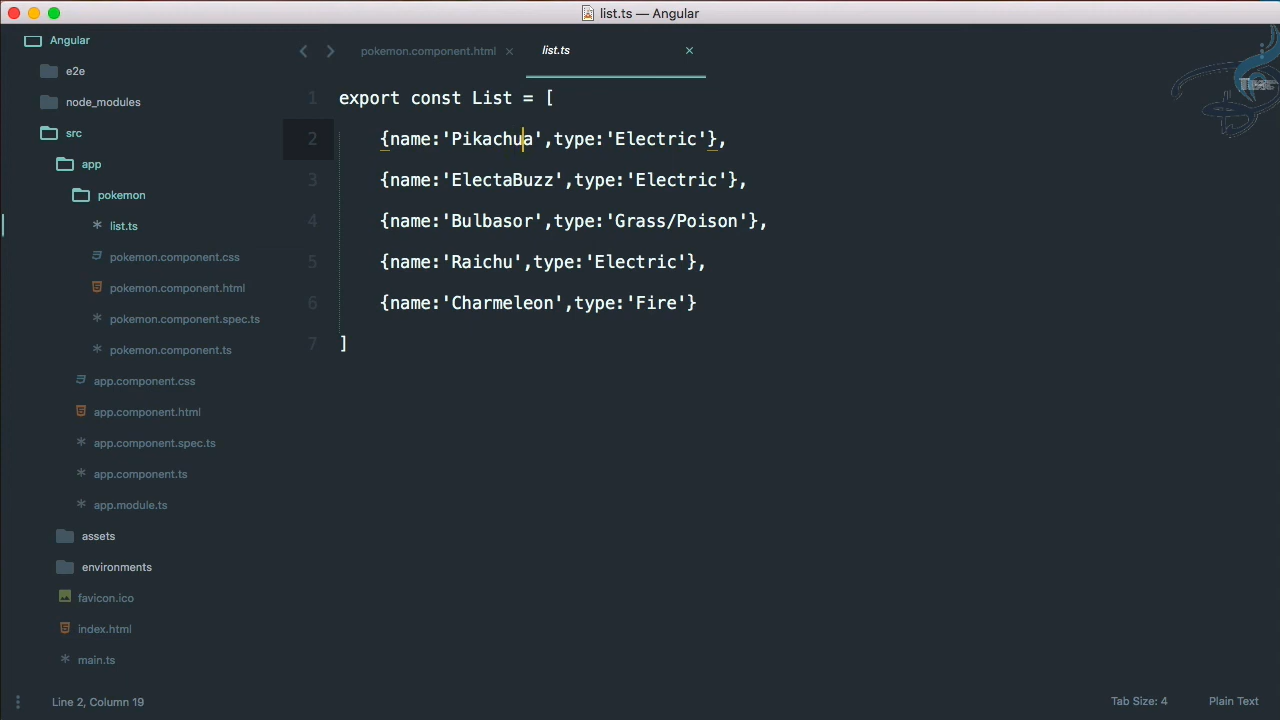 list.ts — Angular
Angular
e2e
node_modules
src
app
pokemon
list.ts
pokemon.component.css
pokemon.component.html
pokemon.component.spec.ts
pokemon.component.ts
app.component.css
app.component.html
app.component.spec.ts
app.component.ts
app.module.ts
assets
environments
favicon.ico
index.html
main.ts
pokemon.component.html
list.ts
1 export const List = [
2 {name:'Pikachua',type:'Electric'},
3 {name:'ElectaBuzz',type:'Electric'},
4 {name:'Bulbasor',type:'Grass/Poison'},
5 {name:'Raichu',type:'Electric'},
6 {name:'Charmeleon',type:'Fire'}
7 ]
Line 2, Column 19
Tab Size: 4
Plain Text